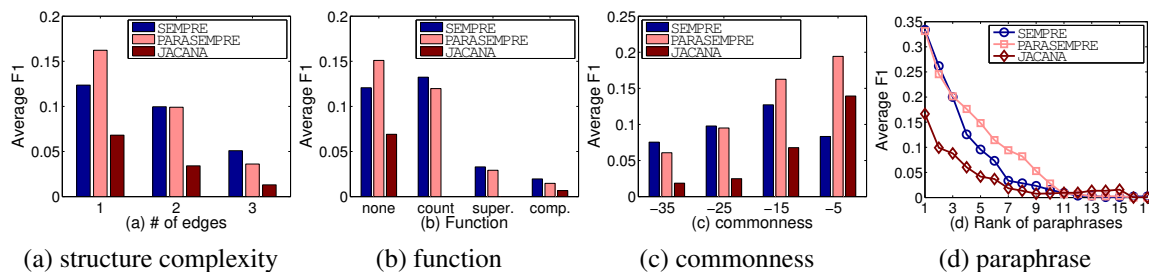 0.2
0.15
0.1
0.05
0
Average F1
SEMPRE
PARASEMPRE
JACANA
1 2 3
(a) # of edges
0.2
0.15
0.1
0.05
0
Average F1
SEMPRE
PARASEMPRE
JACANA
none count super. comp.
(b) Function
0.25
0.2
0.15
0.1
0.05
0
Average F1
SEMPRE
PARASEMPRE
JACANA
−35 −25 −15 −5
(c) commonness
0.35
0.3
0.25
0.2
0.15
0.1
0.05
0
Average F1
SEMPRE
PARASEMPRE
JACANA
1 3 5 7 9 11 13 15 1
(d) Rank of paraphrases
(a) structure complexity
(b) function
(c) commonness
(d) paraphrase